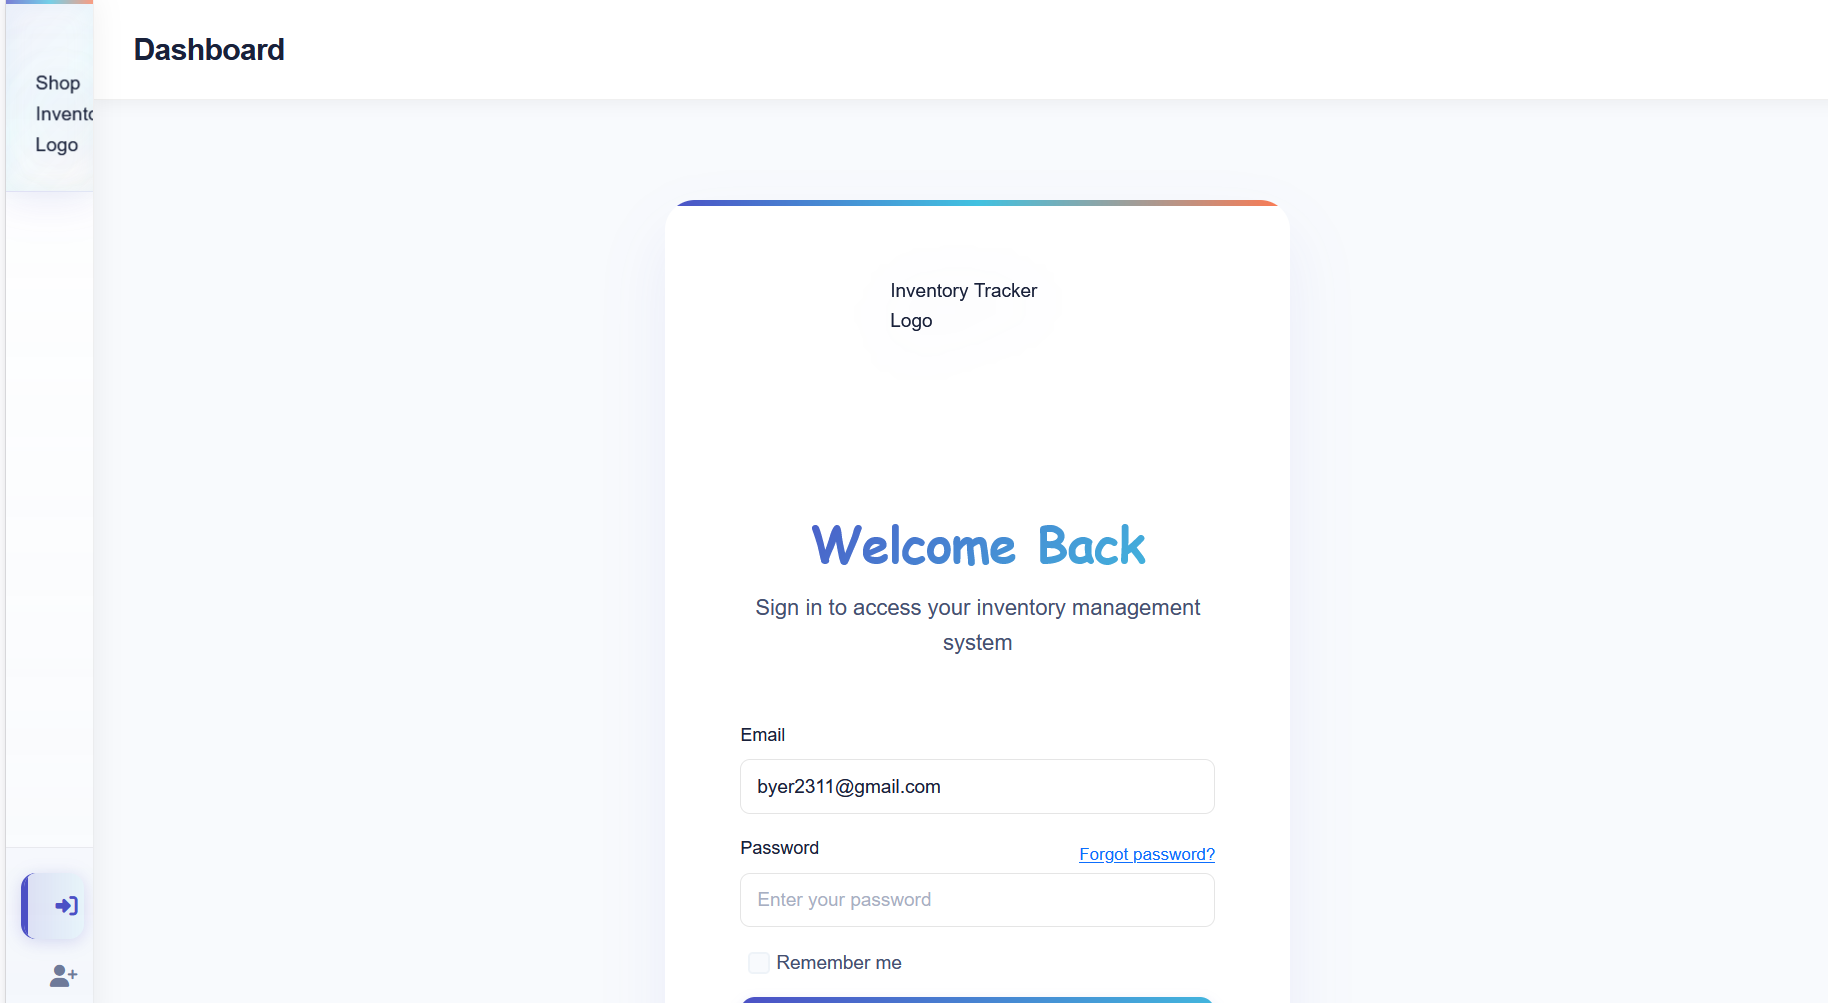 Dashboard
Shop
Invento
Logo
Inventory Tracker
Logo
Welcome Back
Sign in to access your inventory management
system
Email
byer2311@gmail.com
Password
Forgot password?
Enter your password
Remember me